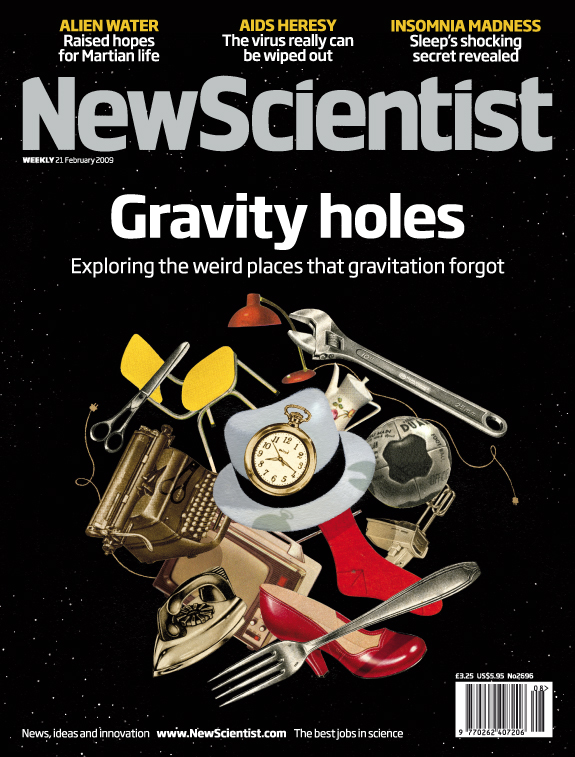 ALIEN WATER
Raised hopes
for Martian life
AIDS HERESY
The virus really can
be wiped out
INSOMNIA MADNESS
Sleep's shocking
secret revealed
NewScientist
WEEKLY 21 February 2009
Gravity holes
Exploring the weird places that gravitation forgot
£3.25 US$5.95 No2696
08>
9 770262 407206
News, ideas and innovation www.NewScientist.com The best jobs in science